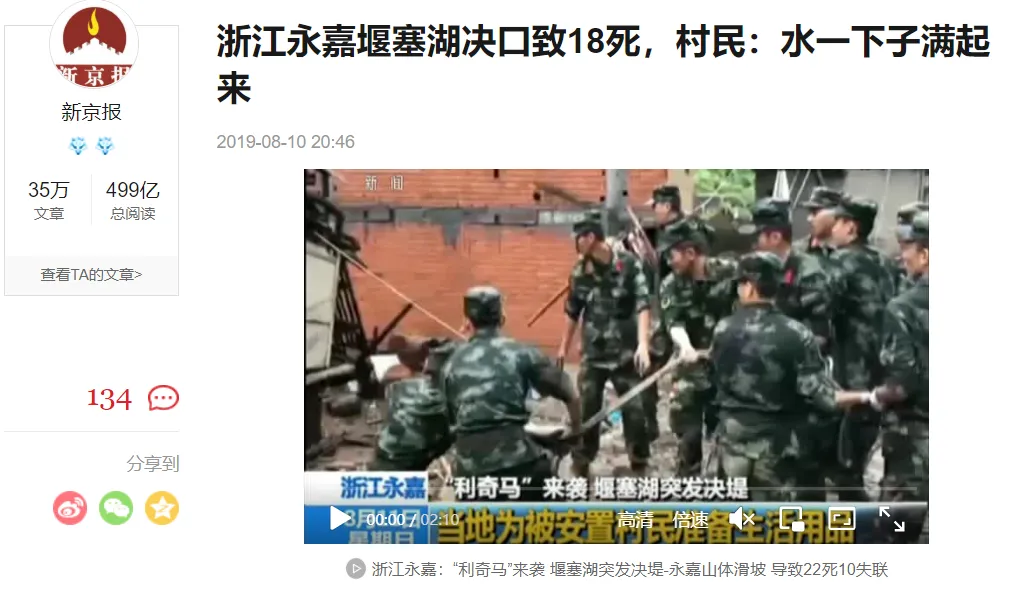 新京报
新京报
35万
499亿
文章
总阅读
查看TA的文章>
134
分享到
浙江永嘉堰塞湖决口致18死，村民：水一下子满起
来
2019-08-10 20:46
新闻
浙江永嘉
“利奇马”来袭 堰塞湖突发决堤
00:00 / 02:10
高清
倍速
星期日
当地为被安置村民准备生活用品
浙江永嘉：“利奇马”来袭 堰塞湖突发决堤-永嘉山体滑坡 导致22死10失联